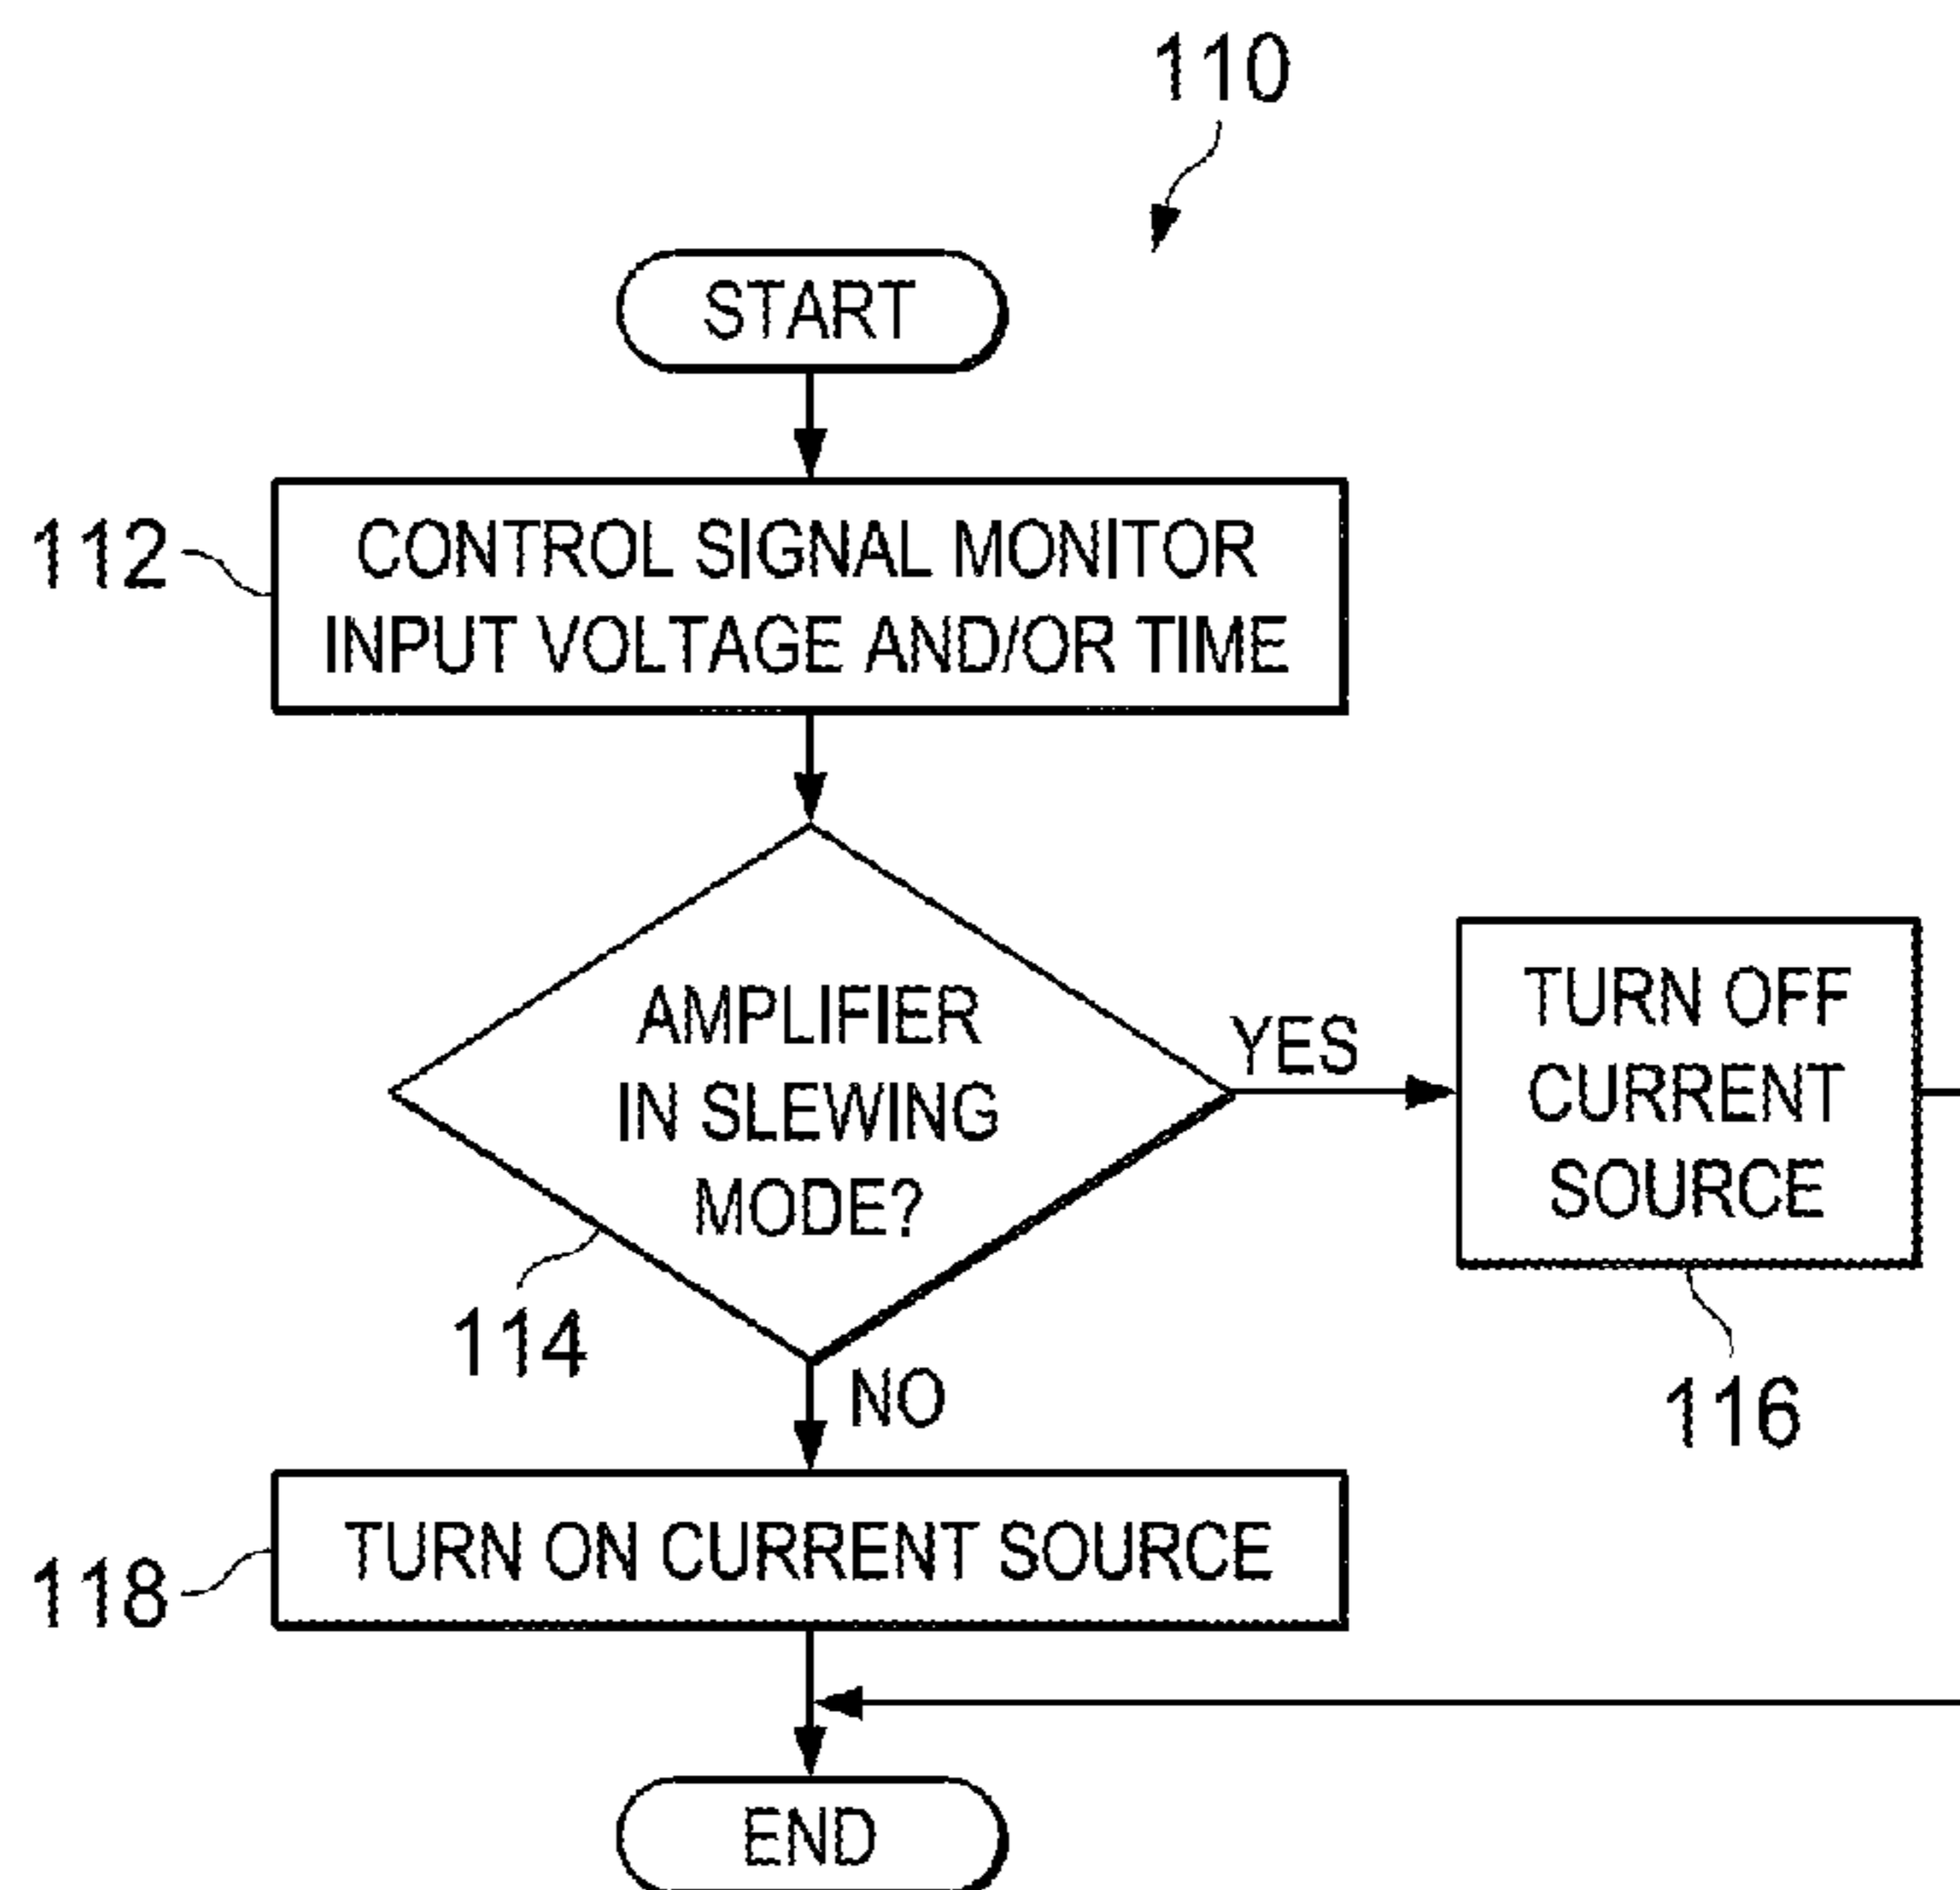 110
START
112
CONTROL SIGNAL MONITOR
INPUT VOLTAGE AND/OR TIME
AMPLIFIER
IN SLEWING
MODE?
114
YES
TURN OFF
CURRENT
SOURCE
116
NO
118
TURN ON CURRENT SOURCE
END